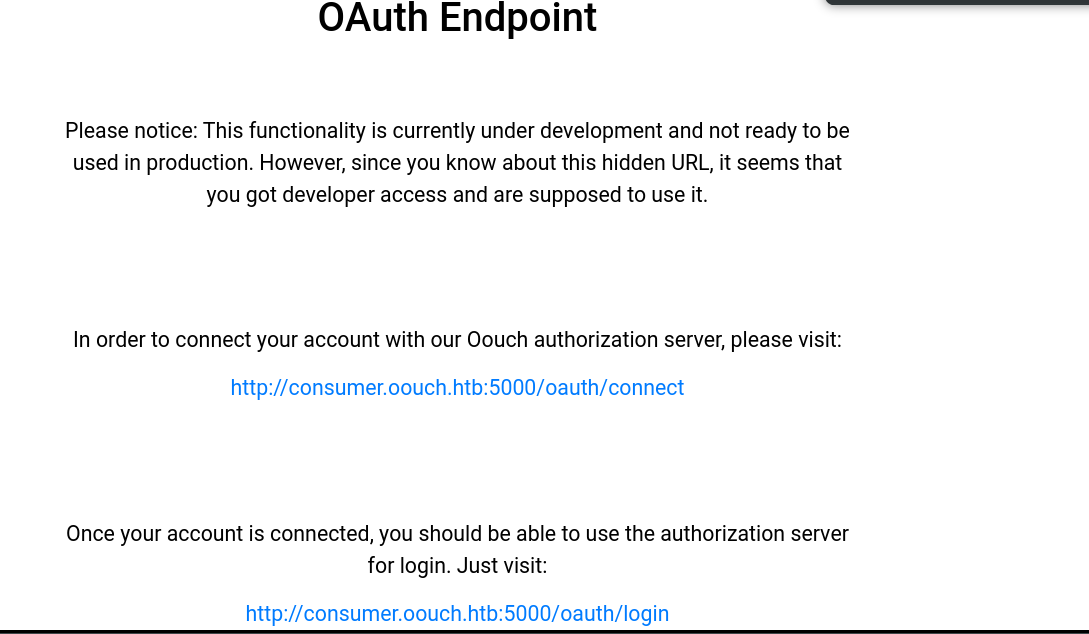 OAuth Endpoint
Please notice: This functionality is currently under development and not ready to be
used in production. However, since you know about this hidden URL, it seems that
you got developer access and are supposed to use it.
In order to connect your account with our Oouch authorization server, please visit:
http://consumer.oouch.htb:5000/oauth/connect
Once your account is connected, you should be able to use the authorization server
for login. Just visit:
http://consumer.oouch.htb:5000/oauth/login